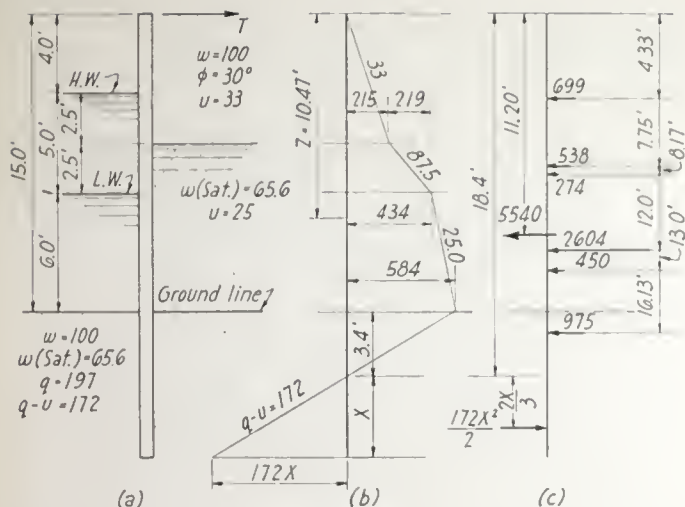 T
4.0'
H.W.
w=100
φ=30°
u=33
15.0'
5.0'
2.5'
2.5'
L.W.
w(Sat.)=65.6
u=25
6.0'
Ground line
w=100
w(Sat.)=65.6
q=197
q-u=172
(a)
33
215
219
Z=10.47'
87.5
434
25.0
584
3.4'
q-u=172
X
172X
(b)
4.33'
11.20'
699
7.75'
8.17'
538
274
18.4'
5540
12.0'
13.0'
2604
450
16.13'
975
2X
3
172X²
2
(c)